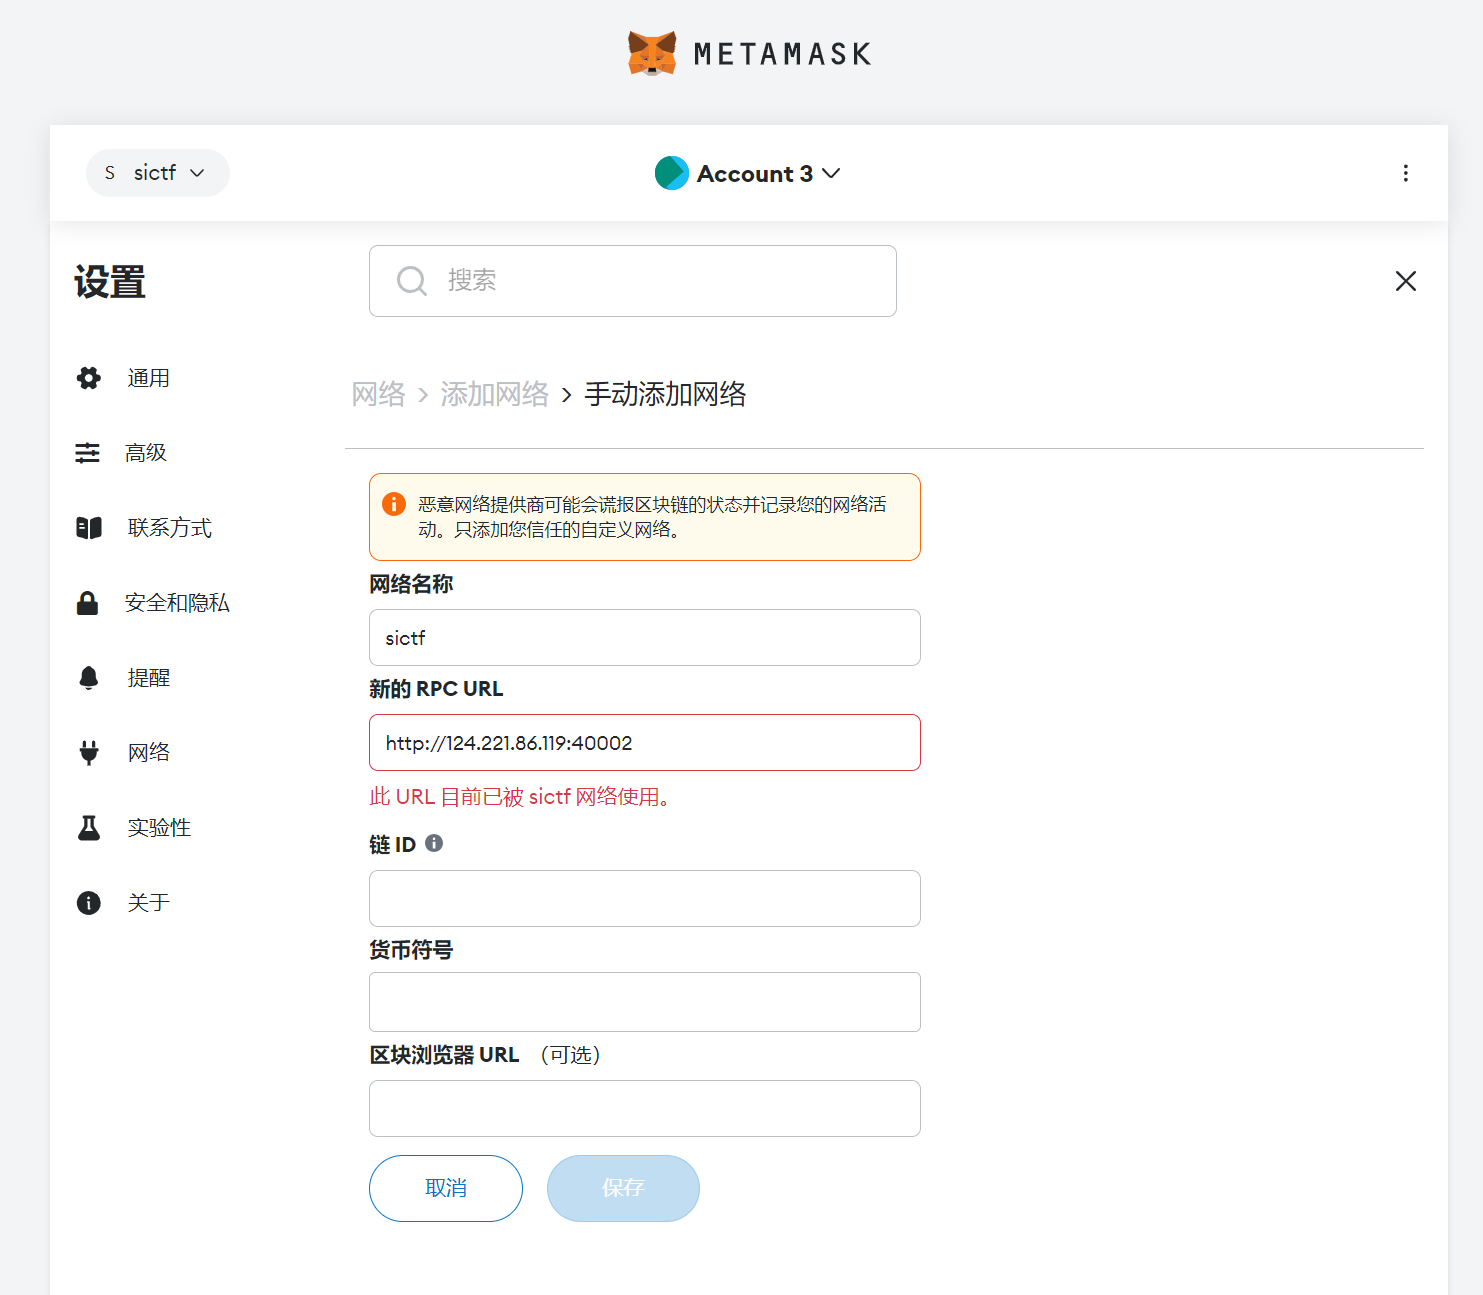 METAMASK
S sictf
Account 3
设置
搜索
通用
高级
联系方式
安全和隐私
提醒
网络
实验性
关于
网络 > 添加网络 > 手动添加网络
恶意网络提供商可能会谎报区块链的状态并记录您的网络活
动。只添加您信任的自定义网络。
网络名称
sictf
新的 RPC URL
http://124.221.86.119:40002
此 URL 目前已被 sictf 网络使用。
链 ID
货币符号
区块浏览器 URL （可选）
取消
保存